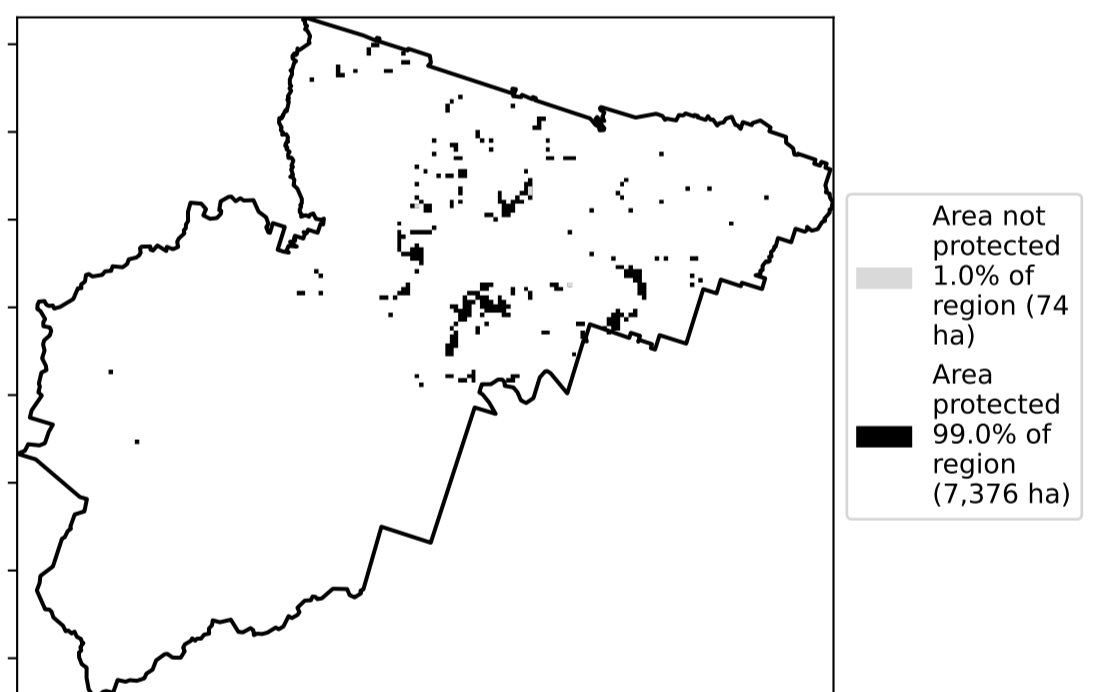 Area not
protected
1.0% of
region (74
ha)
Area
protected
99.0% of
region
(7,376 ha)